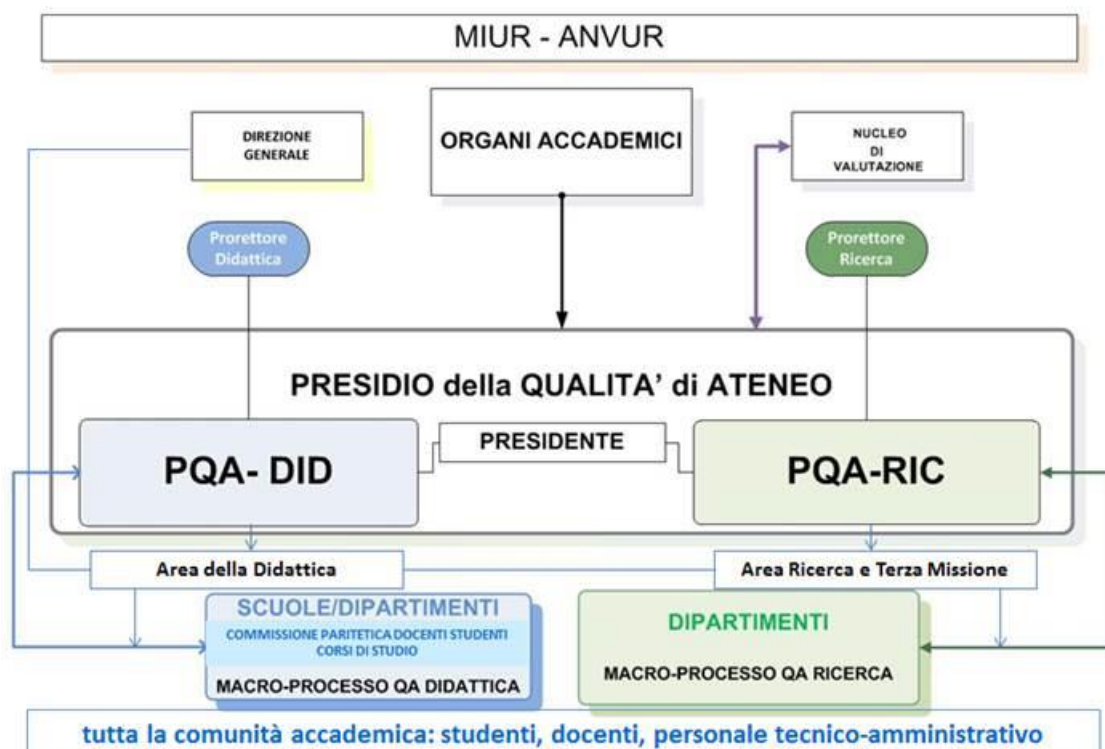 MIUR - ANVUR
DIREZIONE
GENERALE
ORGANI ACCADEMICI
NUCLEO
DI
VALUTAZIONE
Prorettore
Didattica
Prorettore
Ricerca
PRESIDIO della QUALITA' di ATENEO
PRESIDENTE
PQA- DID
PQA-RIC
Area della Didattica
Area Ricerca e Terza Missione
SCUOLE/DIPARTIMENTI
COMMISSIONE PARITETICA DOCENTI STUDENTI
CORSI DI STUDIO
MACRO-PROCESSO QA DIDATTICA
DIPARTIMENTI
MACRO-PROCESSO QA RICERCA
tutta la comunità accademica: studenti, docenti, personale tecnico-amministrativo